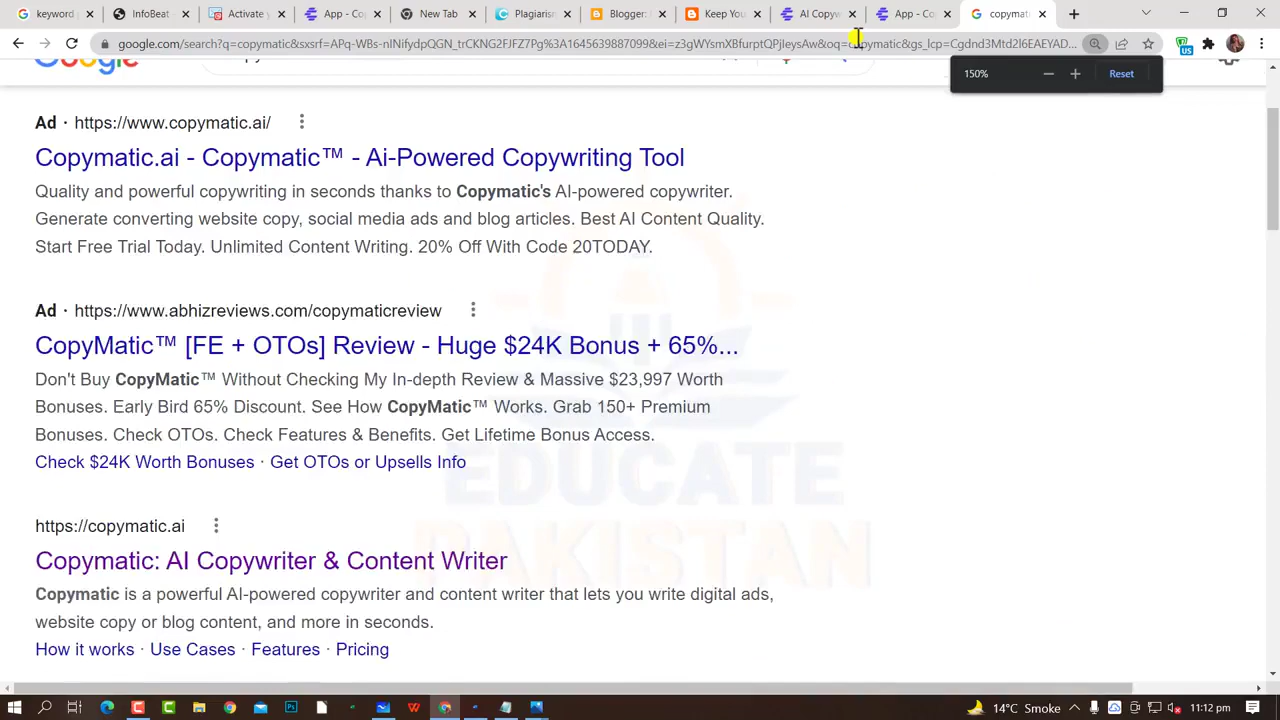 keyword
InfoBeat -
Activate y
App - Co
New Tab
Plagiarism
Blogger:
Keep You
AI Copyw
App - Co
copymat
google.com/search?q=copymatic&sxsrf=APq-WBs-nINifydpQGN_trCKNG2fJFZ7Pg%3A1645639887099&ei=z3gWYsmXBfurptQPjleysAw&oq=copymatic&gs_lcp=Cgdnd3Mtd2l6EAEYAD...
US
150%
Reset
Ad · https://www.copymatic.ai/
Copymatic.ai - Copymatic™ - Ai-Powered Copywriting Tool
Quality and powerful copywriting in seconds thanks to Copymatic's AI-powered copywriter.
Generate converting website copy, social media ads and blog articles. Best AI Content Quality.
Start Free Trial Today. Unlimited Content Writing. 20% Off With Code 20TODAY.
Ad · https://www.abhizreviews.com/copymaticreview
CopyMatic™ [FE + OTOs] Review - Huge $24K Bonus + 65%...
Don't Buy CopyMatic™ Without Checking My In-depth Review & Massive $23,997 Worth
Bonuses. Early Bird 65% Discount. See How CopyMatic™ Works. Grab 150+ Premium
Bonuses. Check OTOs. Check Features & Benefits. Get Lifetime Bonus Access.
Check $24K Worth Bonuses · Get OTOs or Upsells Info
EDUCATE
PAKISTAN
https://copymatic.ai
Copymatic: AI Copywriter & Content Writer
Copymatic is a powerful AI-powered copywriter and content writer that lets you write digital ads,
website copy or blog content, and more in seconds.
How it works · Use Cases · Features · Pricing
14°C Smoke
11:12 pm